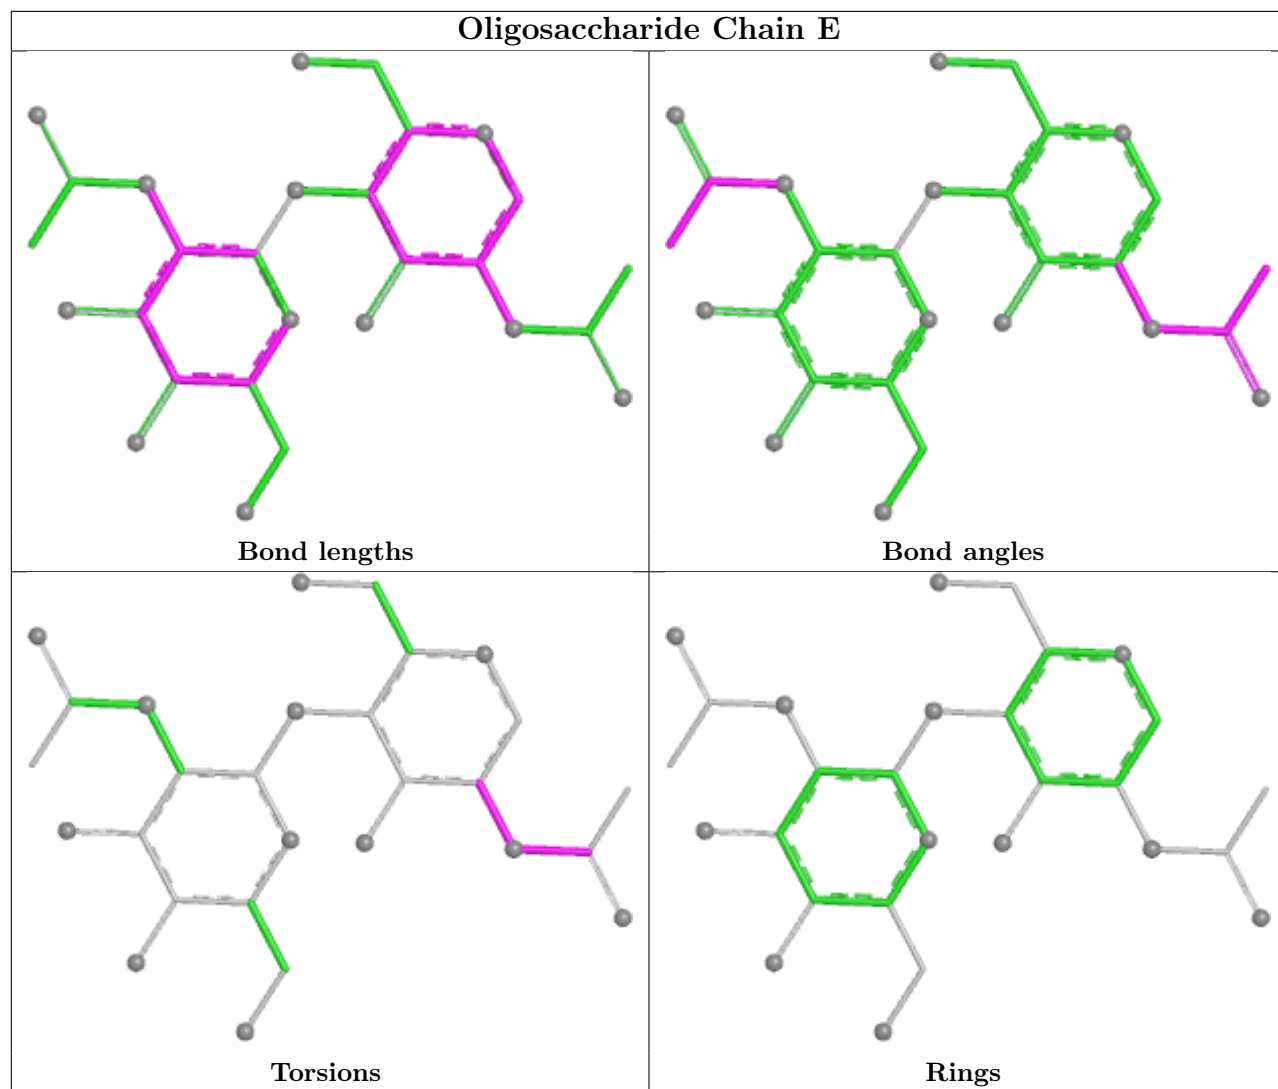 Oligosaccharide Chain E
Bond lengths
Bond angles
Torsions
Rings